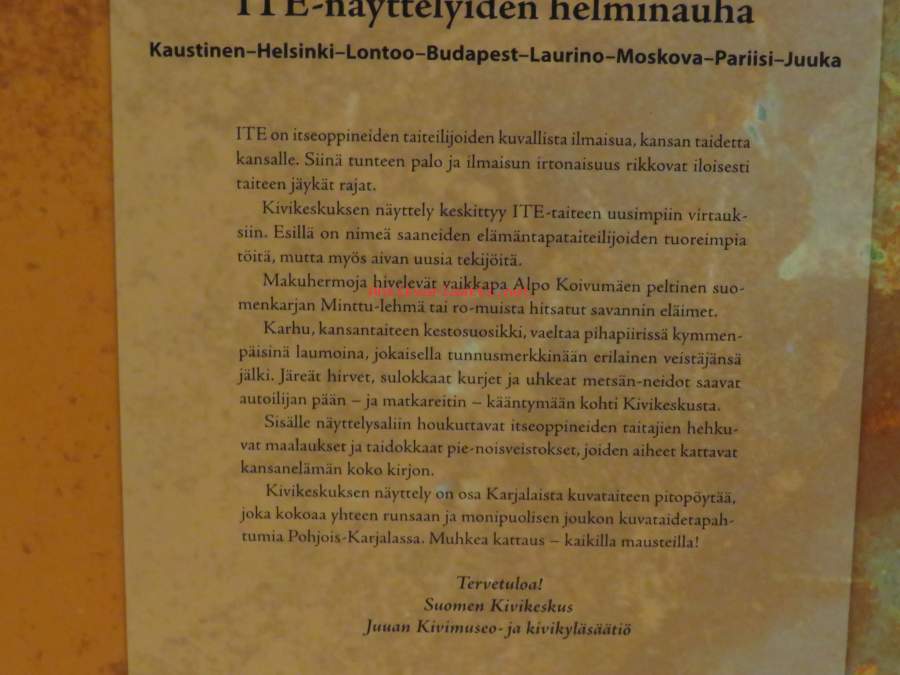 ITE-näyttelyiden helminauha
Kaustinen–Helsinki–Lontoo–Budapest–Laurino–Moskova–Pariisi–Juuka
ITE on itseoppineiden taiteilijoiden kuvallista ilmaisua, kansan taidetta
kansalle. Siinä tunteen palo ja ilmaisun irtonaisuus rikkovat iloisesti
taiteen jäykät rajat.
Kivikeskuksen näyttely keskittyy ITE-taiteen uusimpiin virtauk-
siin. Esillä on nimeä saaneiden elämäntapataiteilijoiden tuoreimpia
töitä, mutta myös aivan uusia tekijöitä.
Makuhermoja hivelevät vaikkapa Alpo Koivumäen peltinen suo-
menkarjan Minttu-lehmä tai ro-muista hitsatut savannin eläimet.
Karhu, kansantaiteen kestosuosikki, vaeltaa pihapiirissä kymmen-
päisinä laumoina, jokaisella tunnusmerkkinään erilainen veistäjänsä
jälki. Järeät hirvet, sulokkaat kurjet ja uhkeat metsän-neidot saavat
autoilijan pään – ja matkareitin – kääntymään kohti Kivikeskusta.
Sisälle näyttelysaliin houkuttavat itseoppineiden taitajien hehku-
vat maalaukset ja taidokkaat pie-noisveistokset, joiden aiheet kattavat
kansanelämän koko kirjon.
Kivikeskuksen näyttely on osa Karjalaista kuvataiteen pitopöytää,
joka kokoaa yhteen runsaan ja monipuolisen joukon kuvataidetapah-
tumia Pohjois-Karjalassa. Muhkea kattaus – kaikilla mausteilla!
Tervetuloa!
Suomen Kivikeskus
Juuan Kivimuseo- ja kivikyläsäätiö